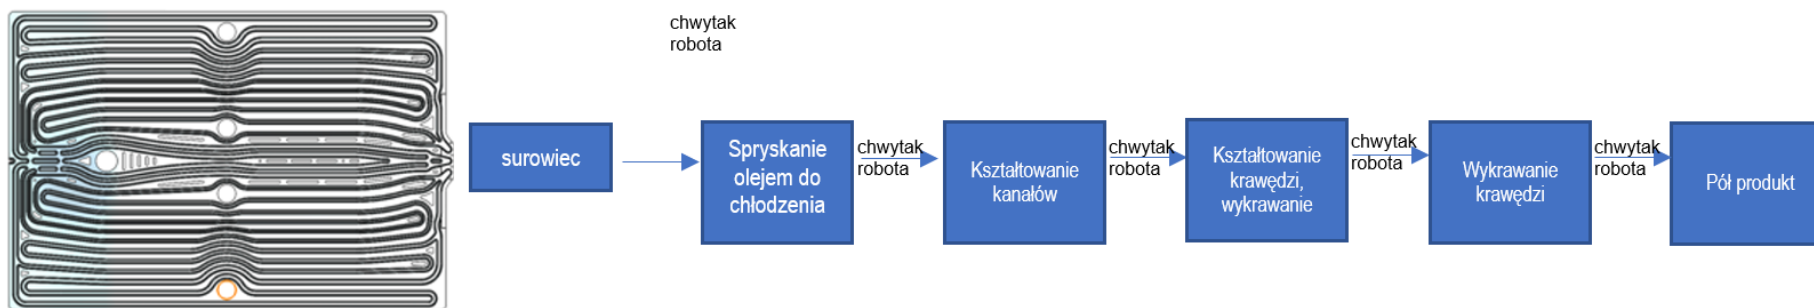 chwytak
robota
surowiec
Spryskanie
olejem do
chłodzenia
chwytak
robota
Kształtowanie
kanałów
chwytak
robota
Kształtowanie
krawędzi,
wykrawanie
chwytak
robota
Wykrawanie
krawędzi
chwytak
robota
Pół produkt